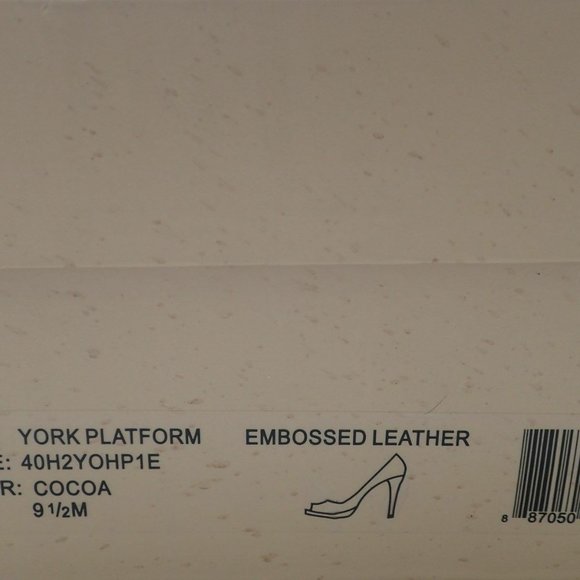 YORK PLATFORM EMBOSSED LEATHER
E: 40H2YOHP1E
R: COCOA
9 1/2M
8 87050